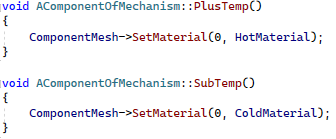 void AComponentOfMechanism::PlusTemp()
{
    ComponentMesh->SetMaterial(0, HotMaterial);
}
void AComponentOfMechanism::SubTemp()
{
    ComponentMesh->SetMaterial(0, ColdMaterial);
}